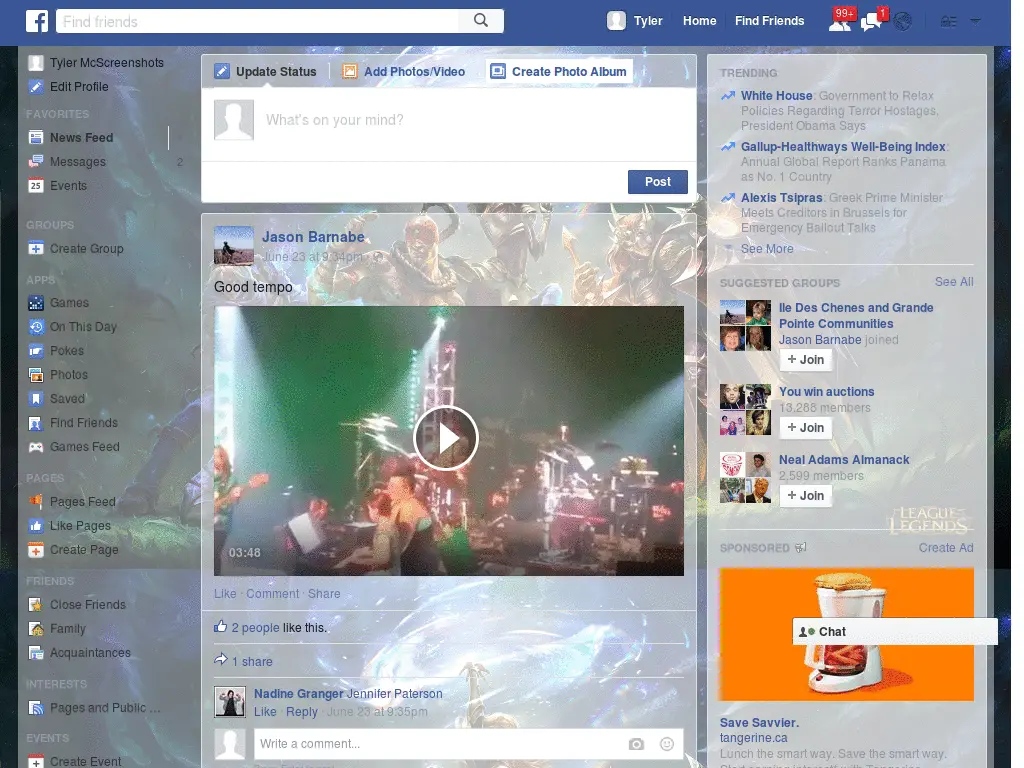 Find friends
Tyler
Home
Find Friends
99+
1
Tyler McScreenshots
Edit Profile
FAVORITES
News Feed
Messages 2
25 Events
GROUPS
Create Group
APPS
Games
On This Day
Pokes
Photos
Saved
Find Friends
Games Feed
PAGES
Pages Feed
Like Pages
Create Page
FRIENDS
Close Friends
Family
Acquaintances
INTERESTS
Pages and Public ...
EVENTS
Create Event
Update Status
Add Photos/Video
Create Photo Album
What's on your mind?
Post
Jason Barnabe
June 23 at 9:34pm ·
Good tempo
03:48
Like · Comment · Share
2 people like this.
1 share
Nadine Granger Jennifer Paterson
Like · Reply · June 23 at 9:35pm
Write a comment...
TRENDING
White House: Government to Relax
Policies Regarding Terror Hostages,
President Obama Says
Gallup-Healthways Well-Being Index:
Annual Global Report Ranks Panama
as No. 1 Country
Alexis Tsipras: Greek Prime Minister
Meets Creditors in Brussels for
Emergency Bailout Talks
See More
SUGGESTED GROUPS See All
Ile Des Chenes and Grande
Pointe Communities
Jason Barnabe joined
+ Join
You win auctions
13,268 members
+ Join
Neal Adams Almanack
2,599 members
+ Join
LEAGUE of
LEGENDS
SPONSORED Create Ad
Chat
Save Savvier.
tangerine.ca
Lunch the smart way. Save the smart way.